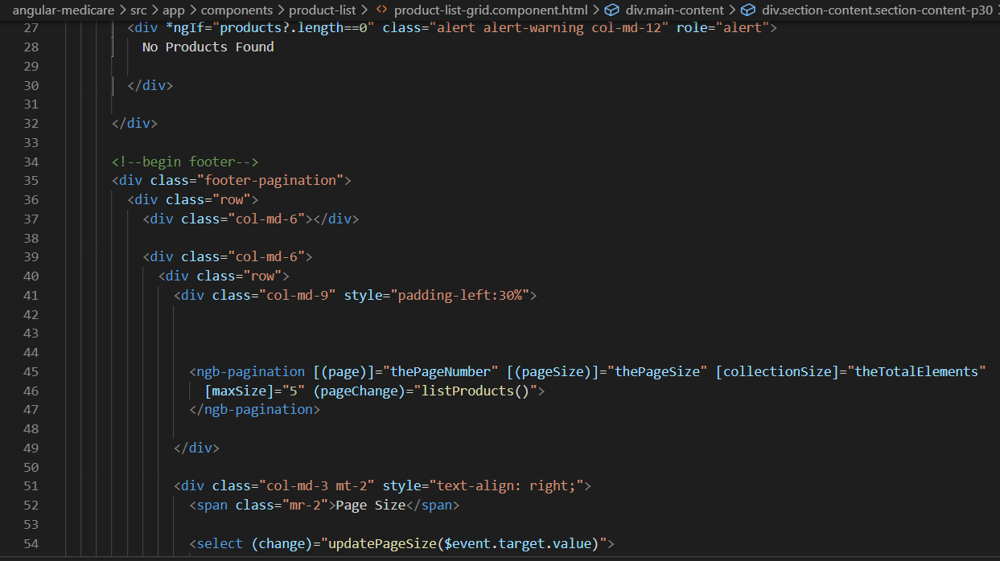 angular-medicare > src > app > components > product-list > <> product-list-grid.component.html > div.main-content > div.section-content.section-content-p30
27 <div *ngIf="products?.length==0" class="alert alert-warning col-md-12" role="alert">
28 No Products Found
29
30 </div>
31
32 </div>
33
34 <!--begin footer-->
35 <div class="footer-pagination">
36 <div class="row">
37 <div class="col-md-6"></div>
38
39 <div class="col-md-6">
40 <div class="row">
41 <div class="col-md-9" style="padding-left:30%">
42
43
44
45 <ngb-pagination [(page)]="thePageNumber" [(pageSize)]="thePageSize" [collectionSize]="theTotalElements"
46 [maxSize]="5" (pageChange)="listProducts()">
47 </ngb-pagination>
48
49 </div>
50
51 <div class="col-md-3 mt-2" style="text-align: right;">
52 <span class="mr-2">Page Size</span>
53
54 <select (change)="updatePageSize($event.target.value)">